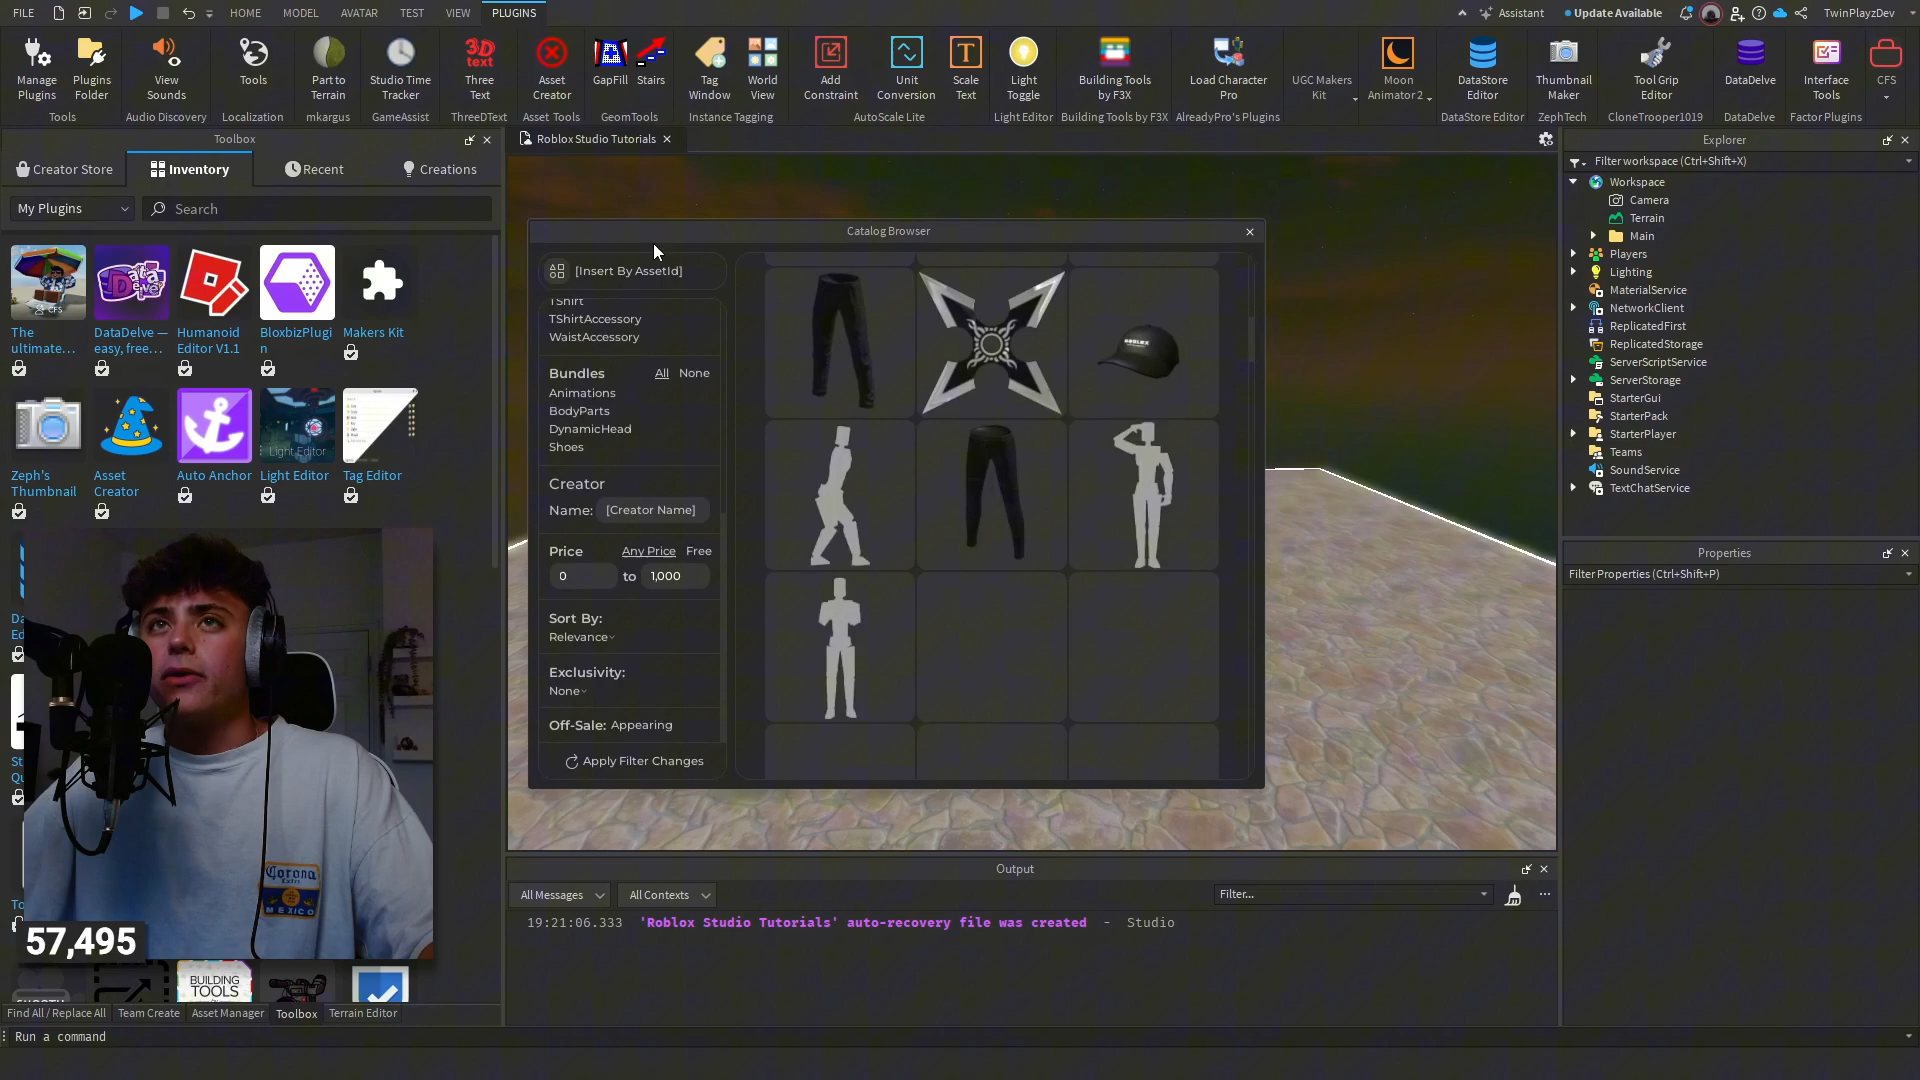 FILE
HOME
MODEL
AVATAR
TEST
VIEW
PLUGINS
Assistant
Update Available
TwinPlayzDev
Manage Plugins
Plugins Folder
View Sounds
Tools
Part to Terrain
Studio Time Tracker
3D text
Three Text
Asset Creator
GapFill
Stairs
Tag Window
World View
Add Constraint
Unit Conversion
Scale Text
Light Toggle
Building Tools by F3X
Load Character Pro
UGC Makers Kit
Moon Animator 2
DataStore Editor
Thumbnail Maker
Tool Grip Editor
DataDelve
Interface Tools
CFS
Tools
Audio Discovery
Localization
mkargus
GameAssist
ThreeDText
Asset Tools
GeomTools
Instance Tagging
AutoScale Lite
Light Editor
Building Tools by F3X
AlreadyPro's Plugins
DataStore Editor
ZephTech
CloneTrooper1019
DataDelve
Factor Plugins
Toolbox
Creator Store
Inventory
Recent
Creations
My Plugins
Search
The ultimate...
DataDelve — easy, free...
Humanoid Editor V1.1
BloxbizPlugi
n
Makers Kit
Zeph's Thumbnail
Asset Creator
Auto Anchor
Light Editor
Light Editor
Tag Editor
Corona
MEXICO
57,495
BUILDING
TOOLS
Find All / Replace All
Team Create
Asset Manager
Toolbox
Terrain Editor
Run a command
Roblox Studio Tutorials
Catalog Browser
[Insert By AssetId]
TShirt
TShirtAccessory
WaistAccessory
Bundles All None
Animations
BodyParts
DynamicHead
Shoes
Creator
Name: [Creator Name]
Price Any Price Free
0 to 1,000
Sort By:
Relevance
Exclusivity:
None
Off-Sale: Appearing
Apply Filter Changes
Output
All Messages
All Contexts
Filter...
19:21:06.333 'Roblox Studio Tutorials' auto-recovery file was created - Studio
Explorer
Filter workspace (Ctrl+Shift+X)
Workspace
Camera
Terrain
Main
Players
Lighting
MaterialService
NetworkClient
ReplicatedFirst
ReplicatedStorage
ServerScriptService
ServerStorage
StarterGui
StarterPack
StarterPlayer
Teams
SoundService
TextChatService
Properties
Filter Properties (Ctrl+Shift+P)